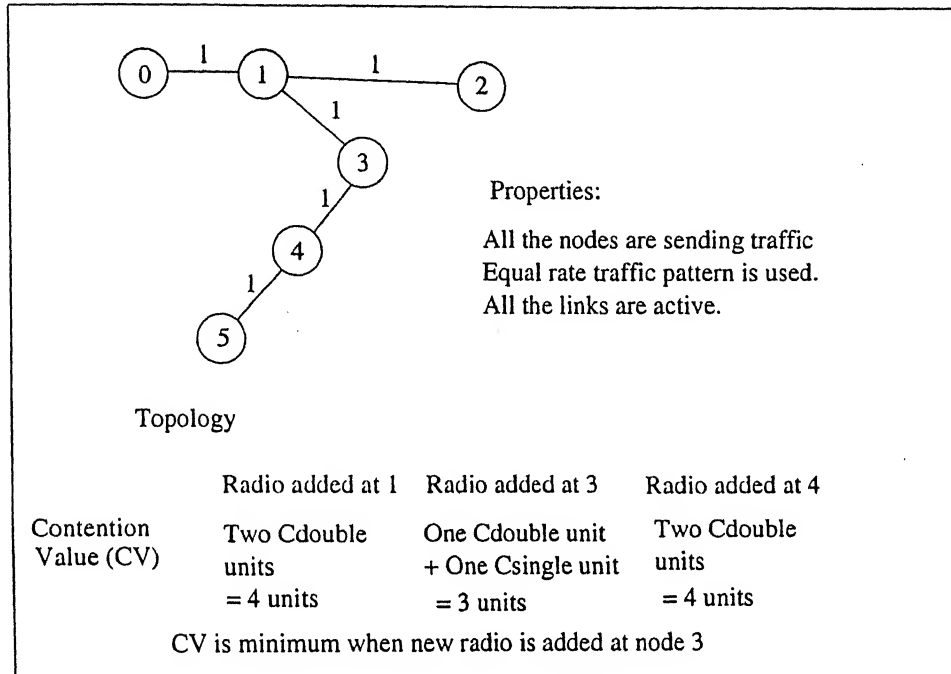 1 1
0 1 2
1
3
1
4
1
5
Properties:
All the nodes are sending traffic
Equal rate traffic pattern is used.
All the links are active.
Topology
Radio added at 1 Radio added at 3 Radio added at 4
Contention Value (CV)
Two Cdouble units = 4 units
One Cdouble unit + One Csingle unit = 3 units
Two Cdouble units = 4 units
CV is minimum when new radio is added at node 3